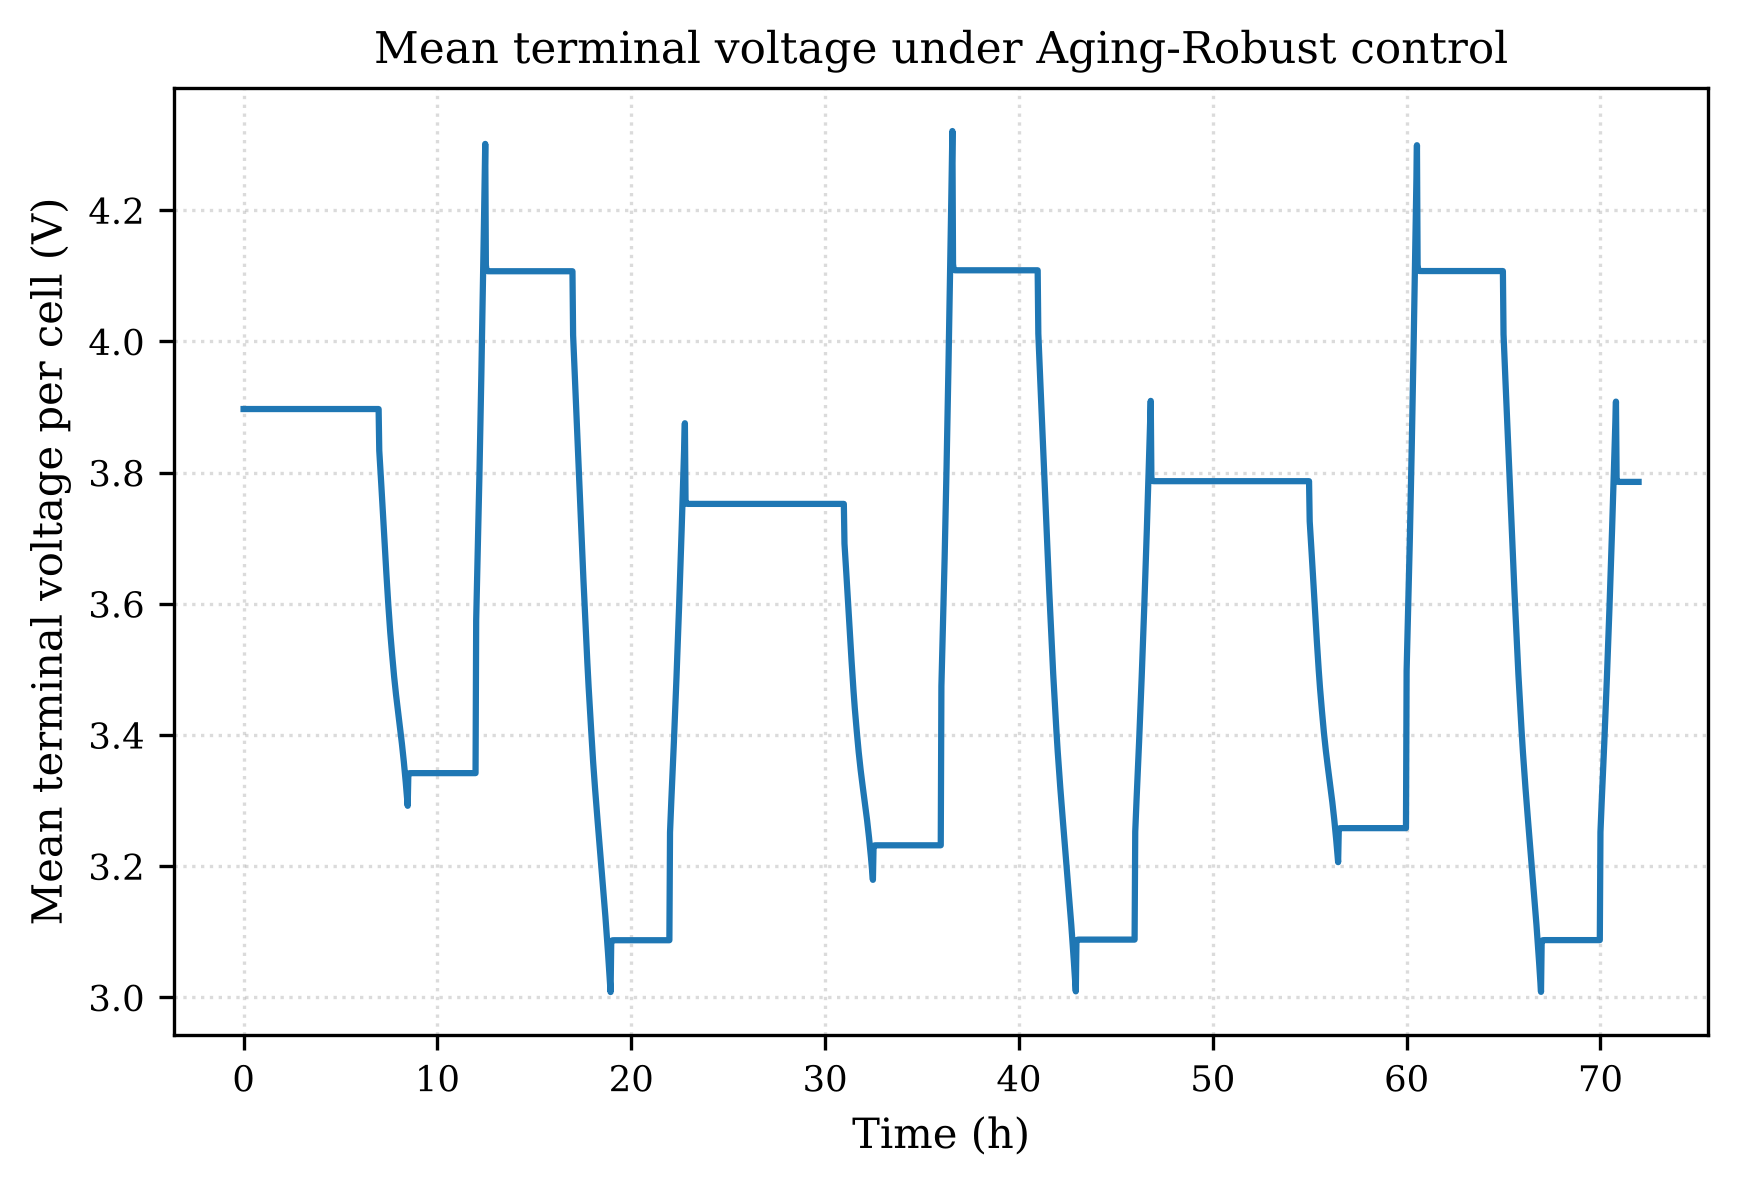 Mean terminal voltage under Aging-Robust control
Mean terminal voltage per cell (V)
4.2
4.0
3.8
3.6
3.4
3.2
3.0
0 10 20 30 40 50 60 70
Time (h)